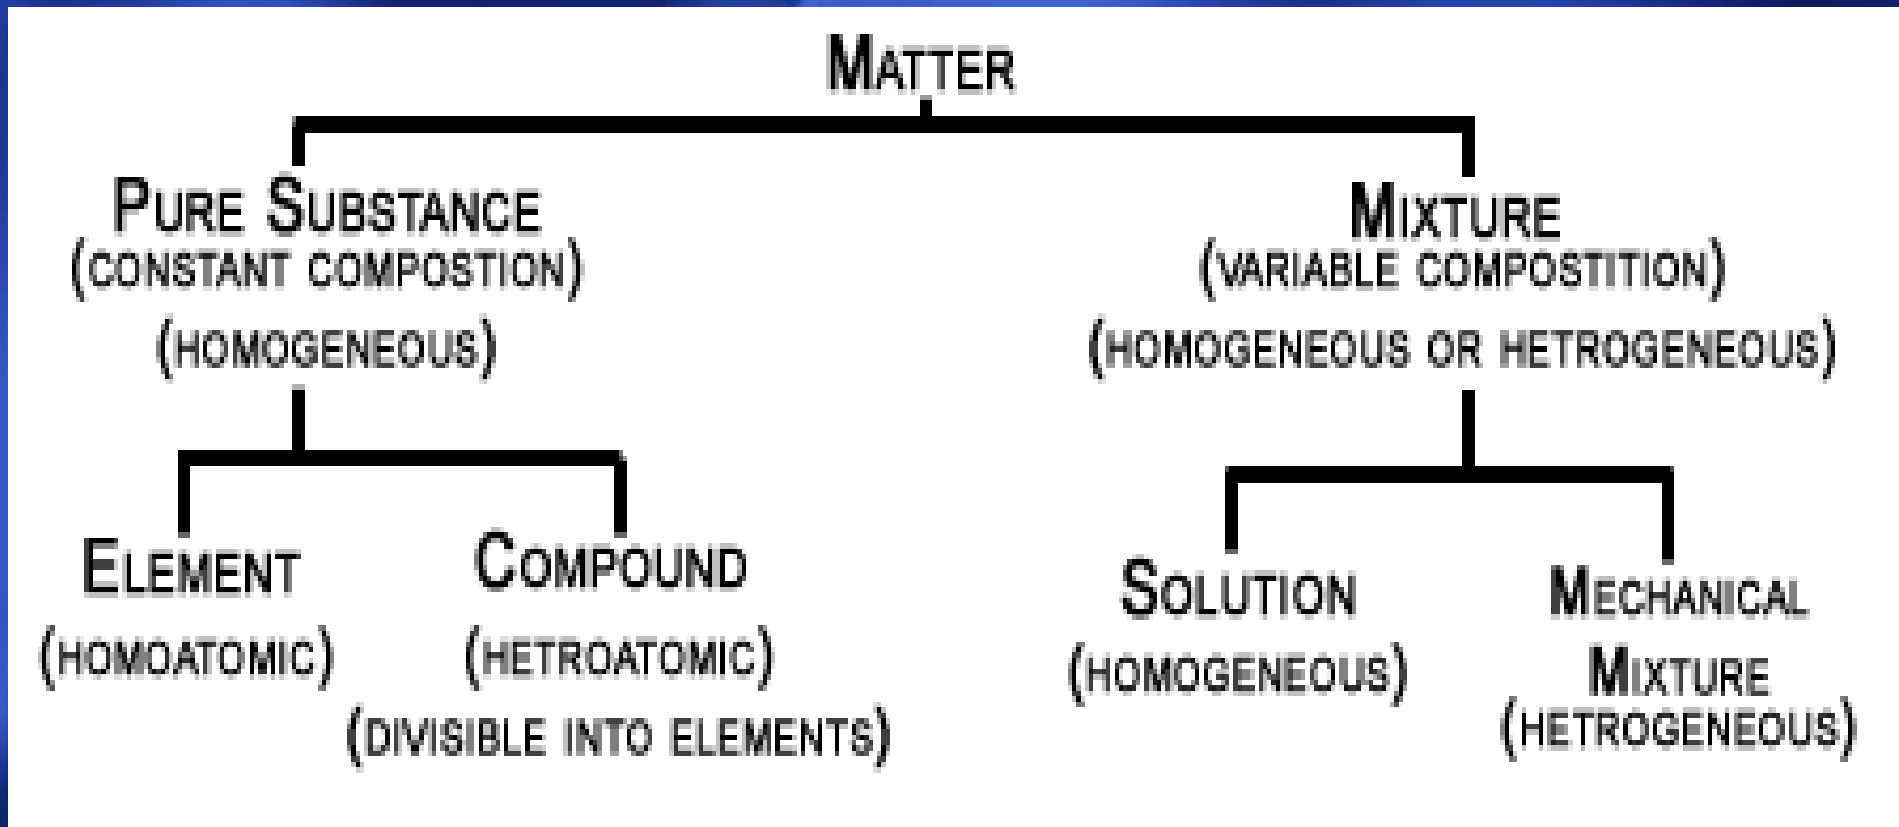 MATTER
PURE SUBSTANCE
(CONSTANT COMPOSTION)
(HOMOGENEOUS)
MIXTURE
(VARIABLE COMPOSTITION)
(HOMOGENEOUS OR HETROGENEOUS)
ELEMENT
(HOMOATOMIC)
COMPOUND
(HETROATOMIC)
(DIVISIBLE INTO ELEMENTS)
SOLUTION
(HOMOGENEOUS)
MECHANICAL
MIXTURE
(HETROGENEOUS)